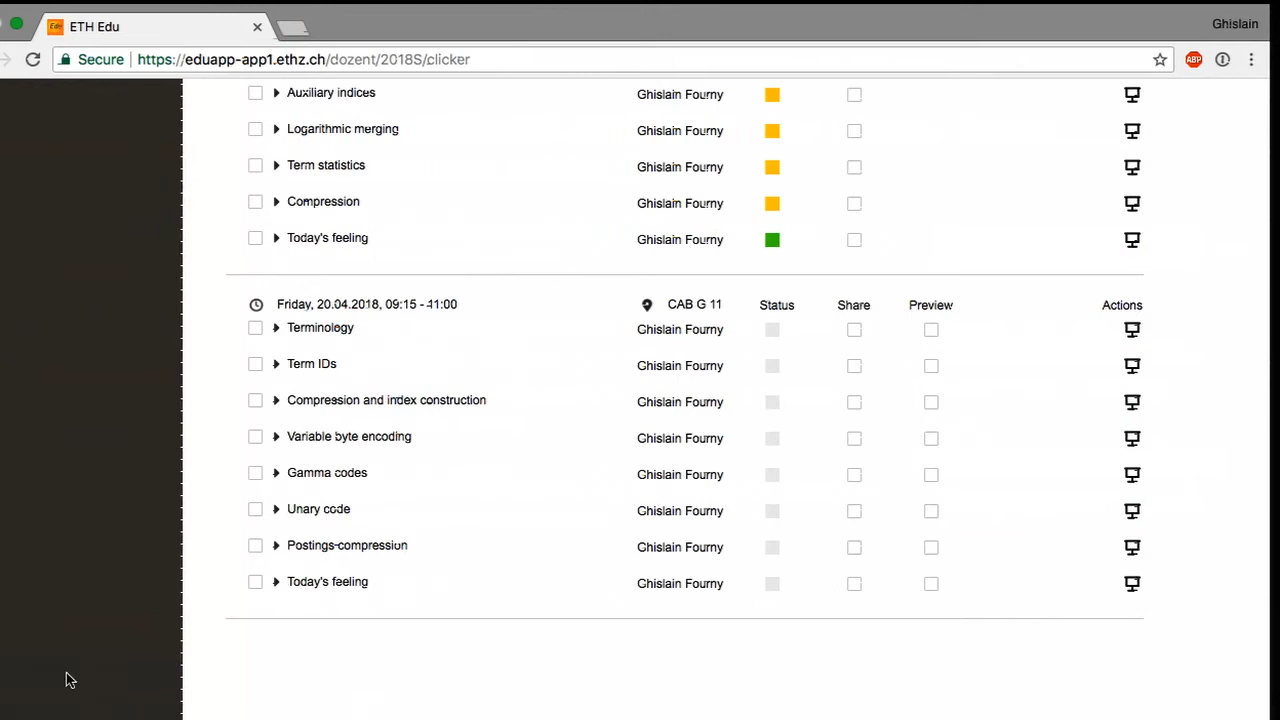 ETH Edu
Ghislain
Secure https://eduapp-app1.ethz.ch/dozent/2018S/clicker
ABP
Auxiliary indices Ghislain Fourny
Logarithmic merging Ghislain Fourny
Term statistics Ghislain Fourny
Compression Ghislain Fourny
Today's feeling Ghislain Fourny
Friday, 20.04.2018, 09:15 - 11:00 CAB G 11 Status Share Preview Actions
Terminology Ghislain Fourny
Term IDs Ghislain Fourny
Compression and index construction Ghislain Fourny
Variable byte encoding Ghislain Fourny
Gamma codes Ghislain Fourny
Unary code Ghislain Fourny
Postings compression Ghislain Fourny
Today's feeling Ghislain Fourny